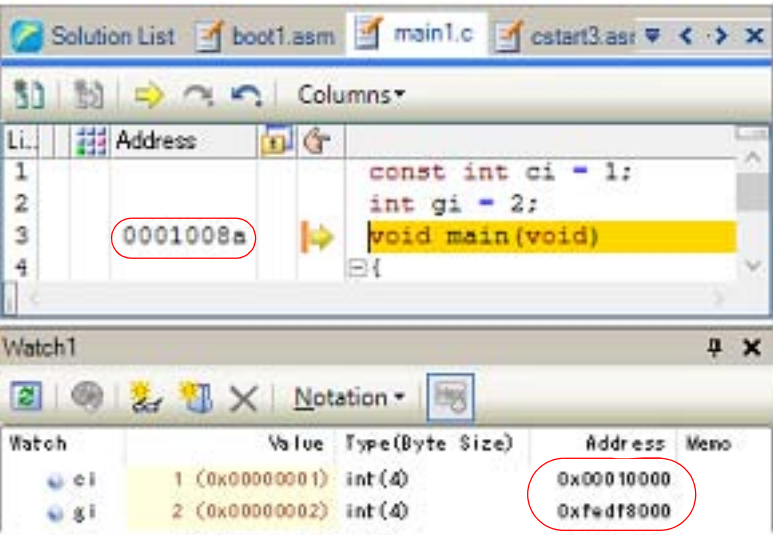 Solution List boot1.asm main1.c cstart3.asr
Columns
Li.. Address
1 const int ci = 1;
2 int gi = 2;
3 0001008a void main(void)
4 {
Watch1
Notation
Watch Value Type(Byte Size) Address Memo
ci 1 (0x00000001) int(4) 0x00010000
gi 2 (0x00000002) int(4) 0xfedf8000